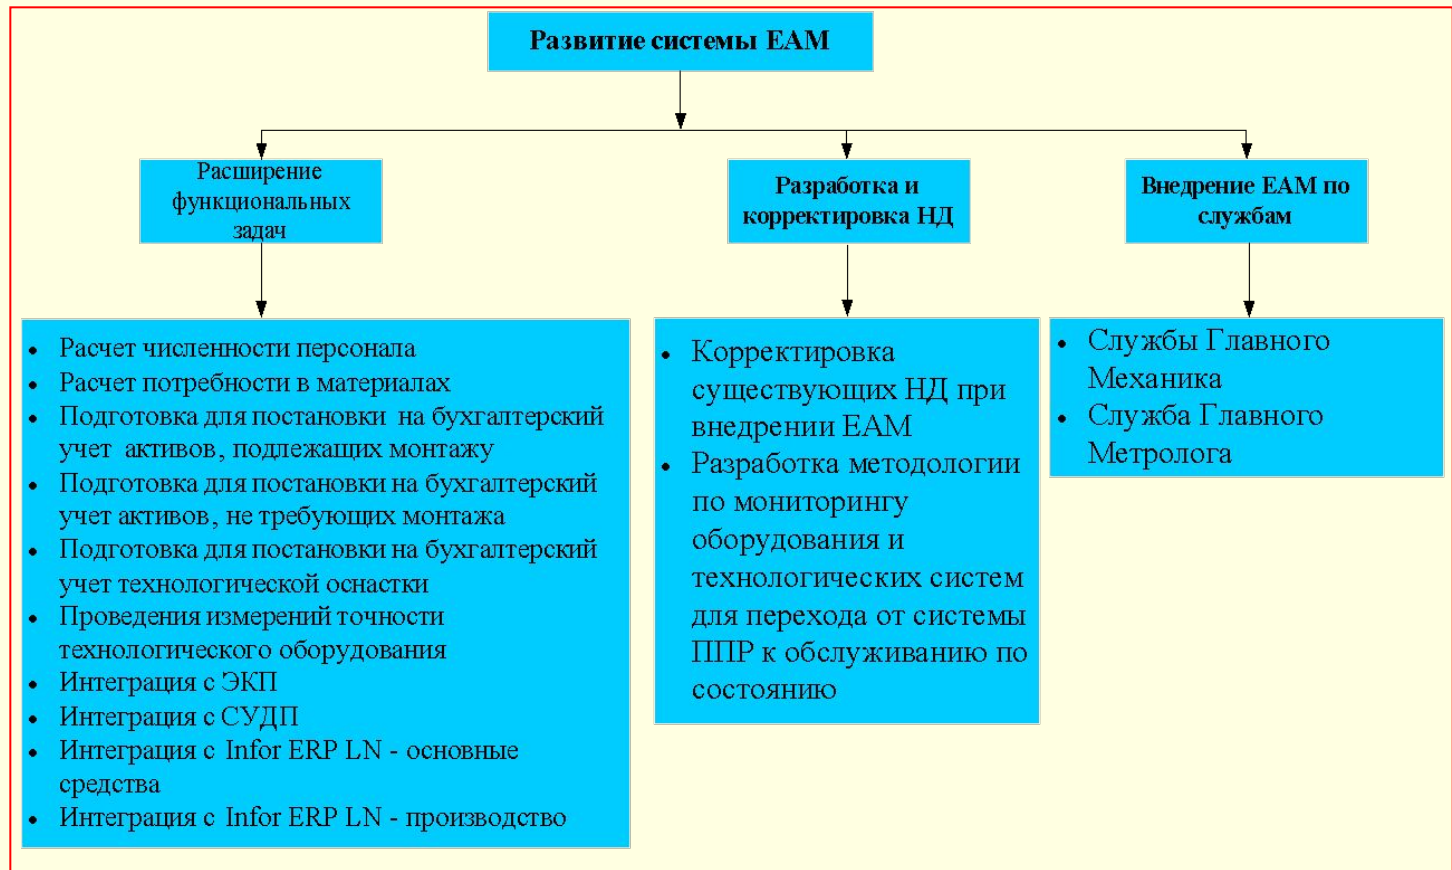 Развитие системы ЕАМ
Расширение
функциональных
задач
Разработка и
корректировка НД
Внедрение ЕАМ по
службам
• Расчет численности персонала
• Расчет потребности в материалах
• Подготовка для постановки на бухгалтерский
учет активов, подлежащих монтажу
• Подготовка для постановки на бухгалтерский
учет активов, не требующих монтажа
• Подготовка для постановки на бухгалтерский
учет технологической оснастки
• Проведения измерений точности
технологического оборудования
• Интеграция с ЭКП
• Интеграция с СУДП
• Интеграция с Infor ERP LN - основные
средства
• Интеграция с Infor ERP LN - производство
• Корректировка
существующих НД при
внедрении ЕАМ
• Разработка методологии
по мониторингу
оборудования и
технологических систем
для перехода от системы
ППР к обслуживанию по
состоянию
• Службы Главного
Механика
• Служба Главного
Метролога